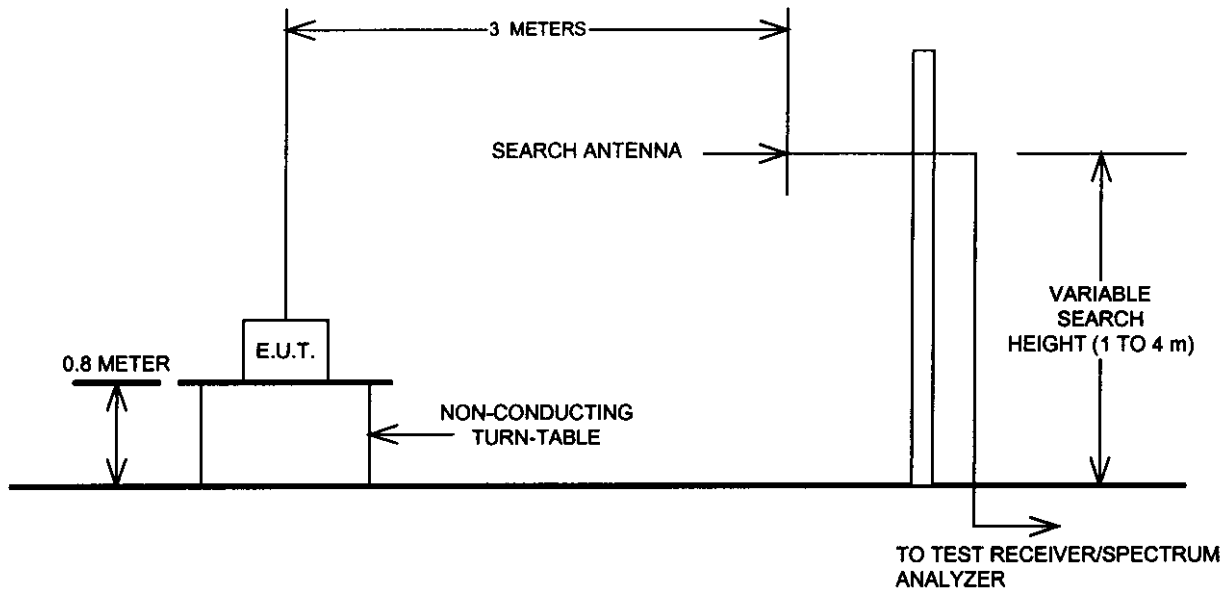 3 METERS
SEARCH ANTENNA
VARIABLE
SEARCH
HEIGHT (1 TO 4 m)
E.U.T.
0.8 METER
NON-CONDUCTING
TURN-TABLE
TO TEST RECEIVER/SPECTRUM
ANALYZER